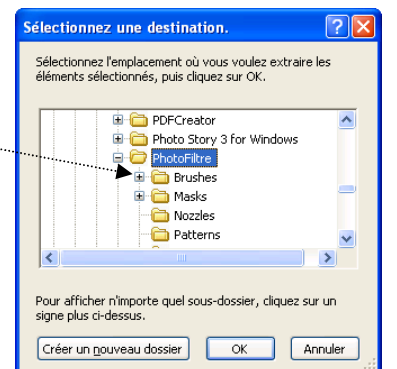 Sélectionnez une destination.
Sélectionnez l'emplacement où vous voulez extraire les
éléments sélectionnés, puis cliquez sur OK.
PDFCreator
Photo Story 3 for Windows
PhotoFiltre
Brushes
Masks
Nozzles
Patterns
Pour afficher n'importe quel sous-dossier, cliquez sur un
signe plus ci-dessus.
Créer un nouveau dossier
OK
Annuler